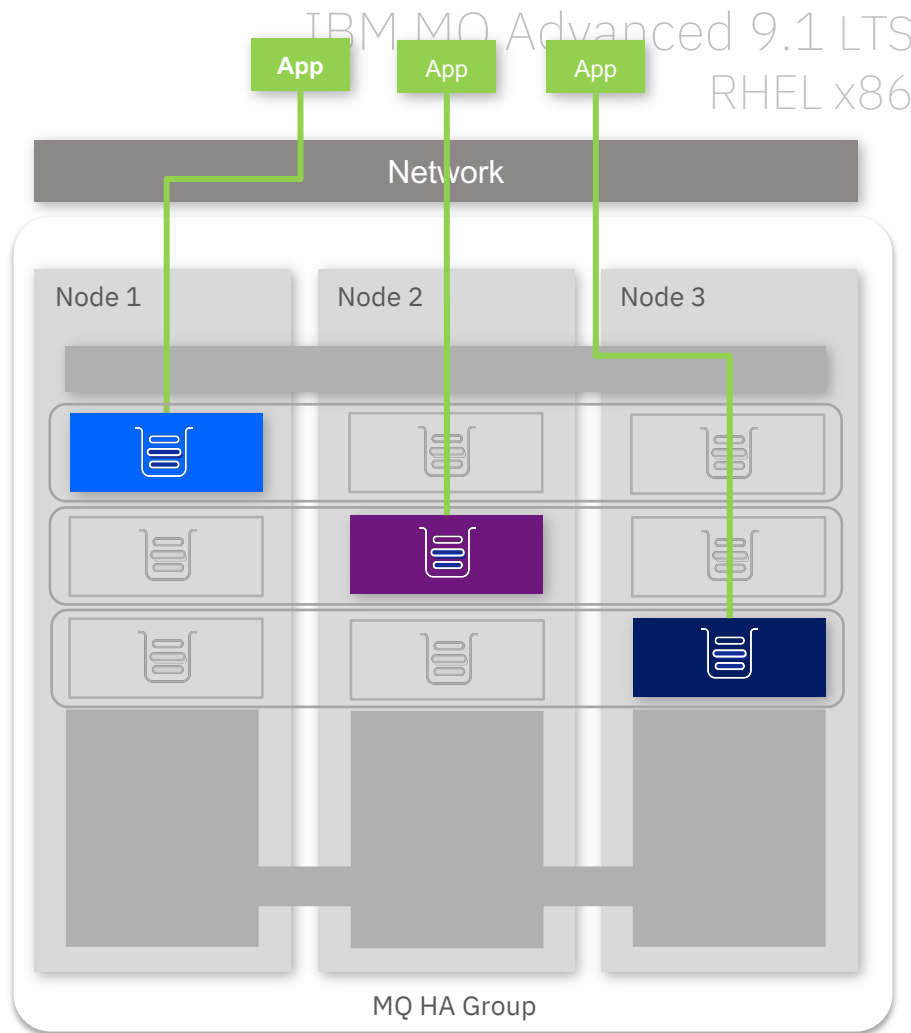 IBM MQ Advanced 9.1 LTS
RHEL x86
App
App
App
Network
Node 1
Node 2
Node 3
MQ HA Group